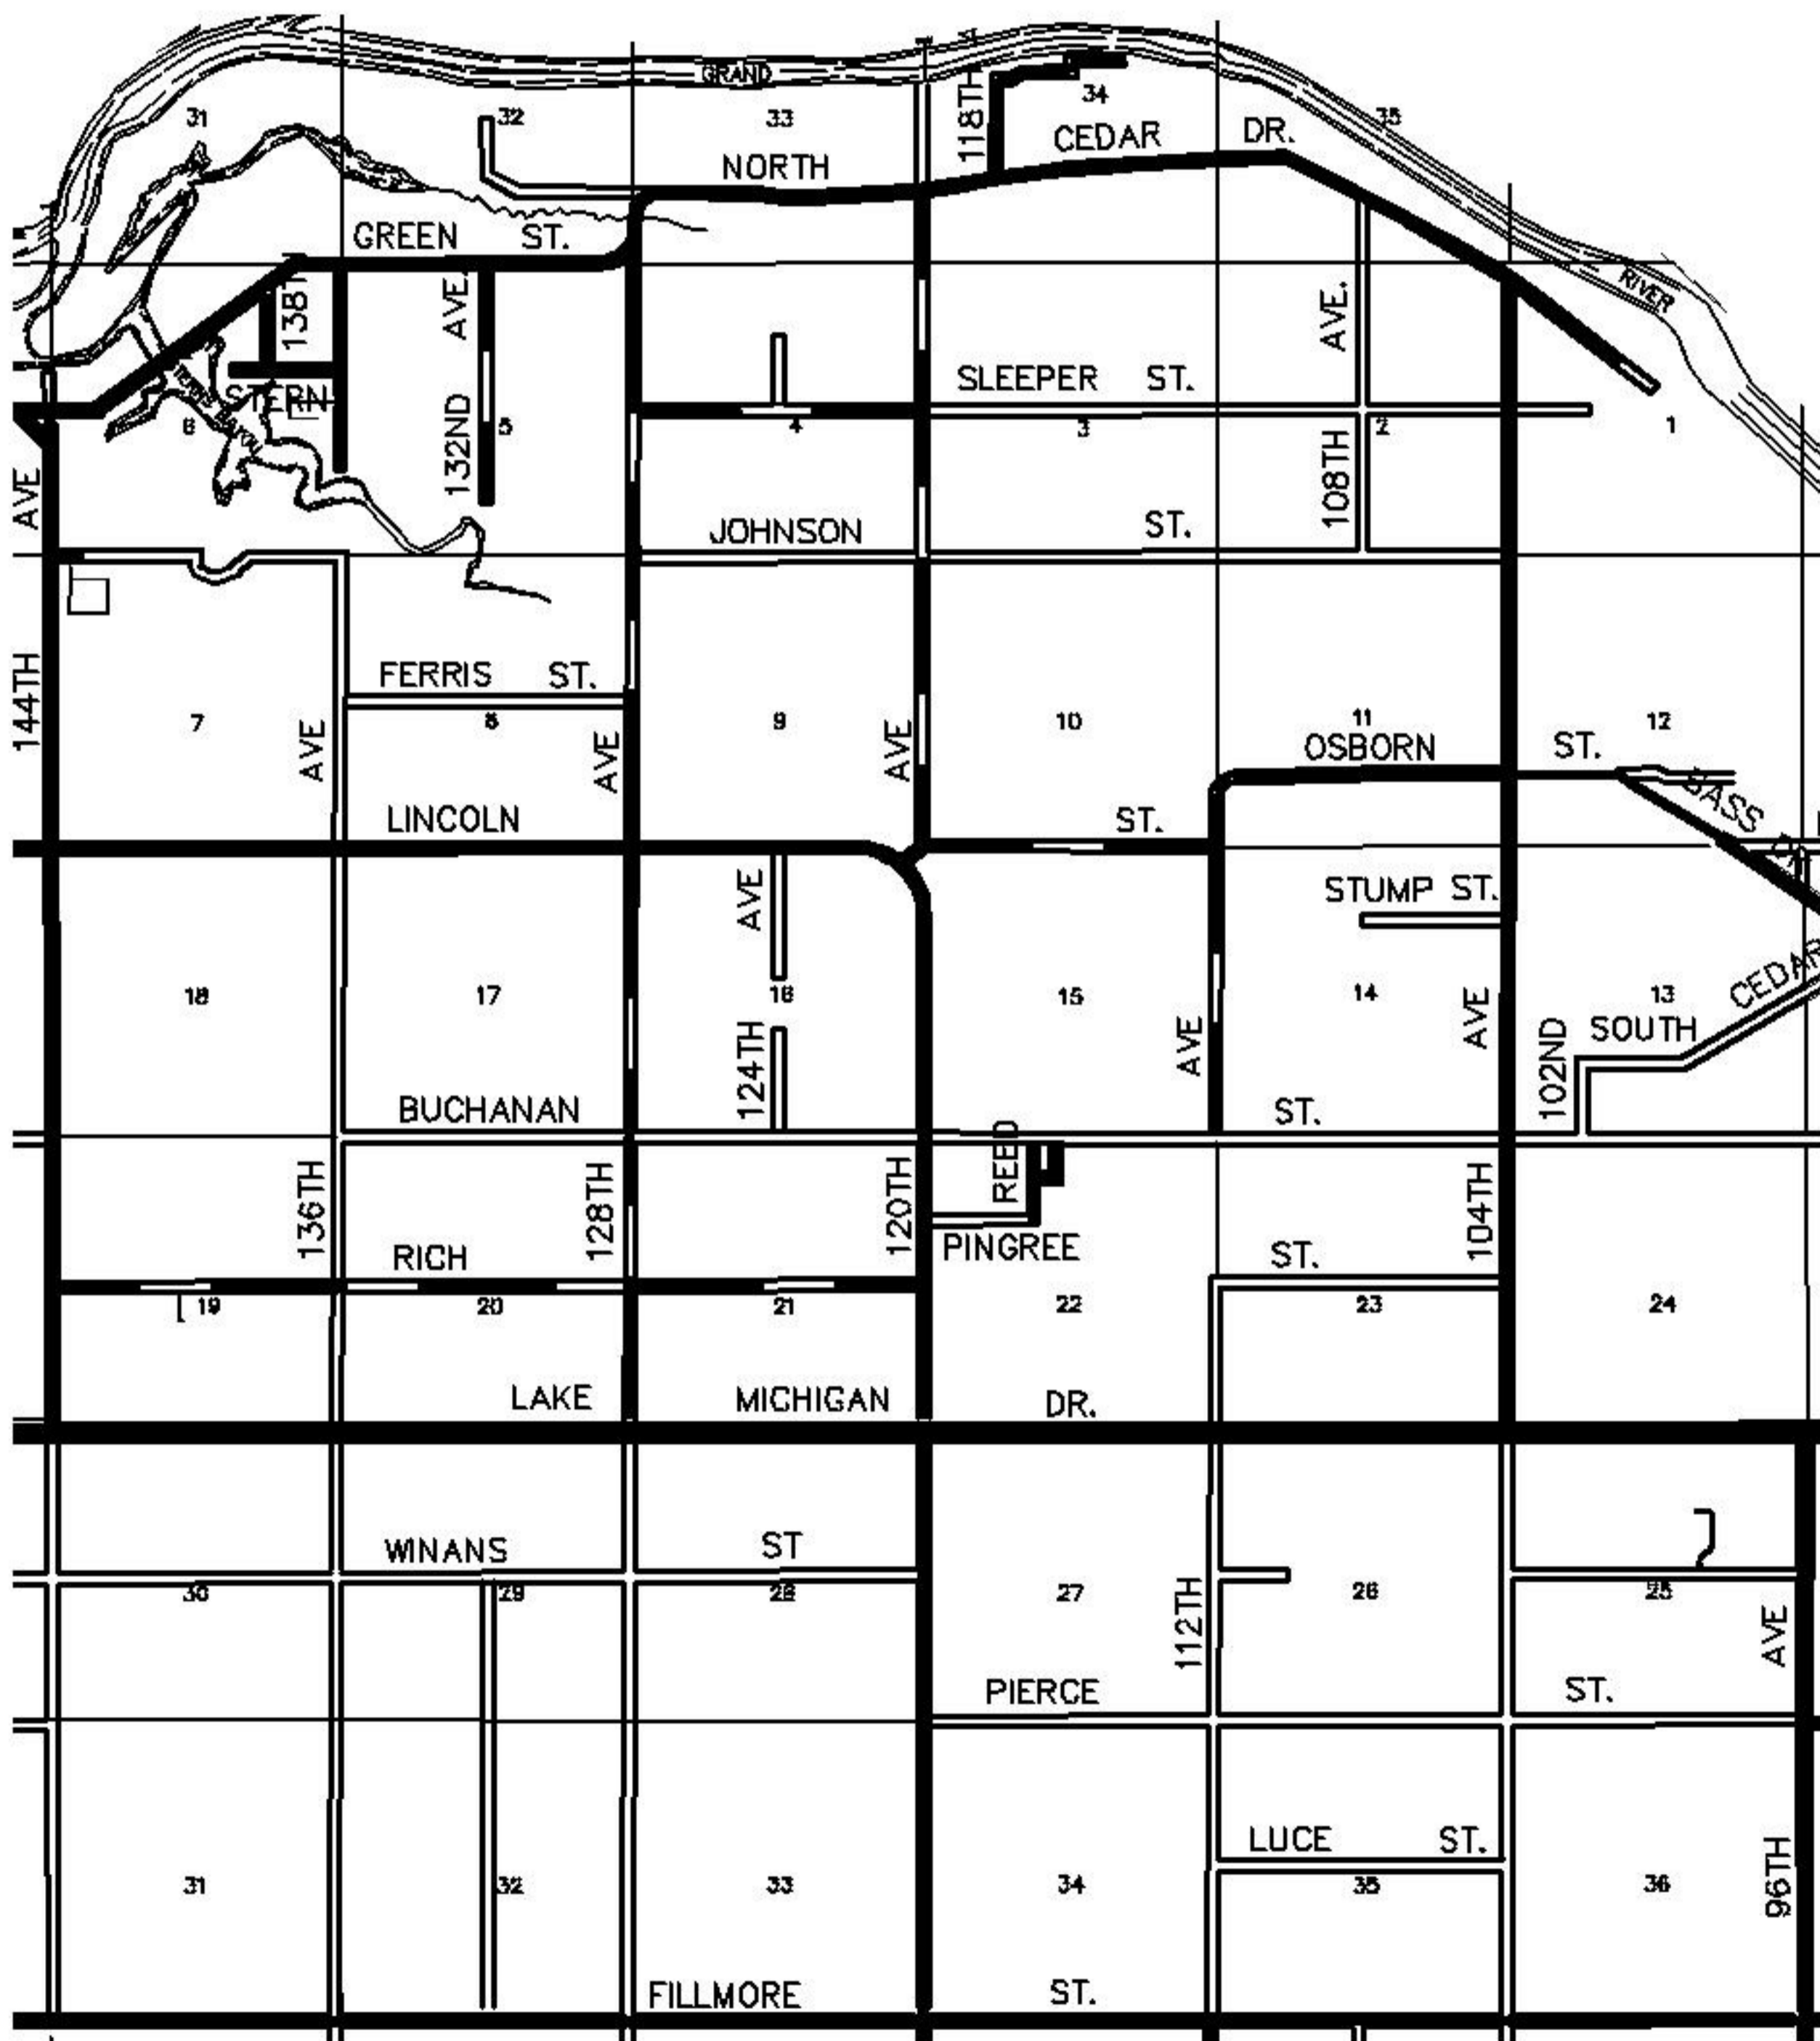 GRAND
31
32
33
118TH
34
35
CEDAR DR.
NORTH
GREEN ST.
138TH
AVE.
AVE.
RIVER
SLEEPER ST.
STERN
132ND
6
5
4
3
2
1
AVE
108TH
JOHNSON ST.
144TH
FERRIS ST.
7
8
9
10
11
12
AVE
AVE
AVE
OSBORN ST.
BASS
LINCOLN ST.
AVE
STUMP ST.
CEDAR
18
17
16
15
14
13
AVE
AVE
SOUTH
124TH
102ND
BUCHANAN ST.
REED
136TH
128TH
120TH
104TH
RICH
PINGREE ST.
19
20
21
22
23
24
LAKE MICHIGAN DR.
WINANS ST
30
29
28
27
26
25
112TH
AVE
PIERCE ST.
LUCE ST.
31
32
33
34
35
36
96TH
FILLMORE ST.